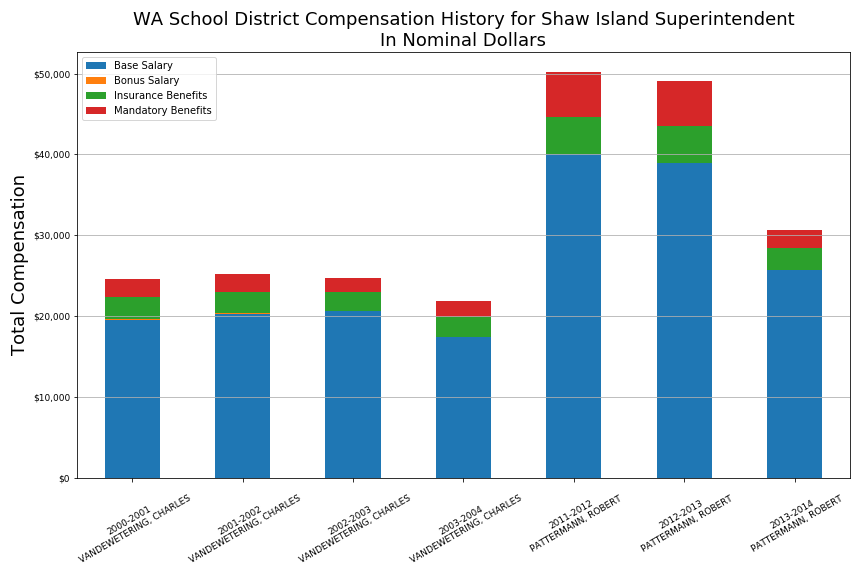 WA School District Compensation History for Shaw Island Superintendent
In Nominal Dollars
Base Salary
Bonus Salary
Insurance Benefits
Mandatory Benefits
Total Compensation
$50,000
$40,000
$30,000
$20,000
$10,000
$0
2000-2001
VANDEWETERING, CHARLES
2001-2002
VANDEWETERING, CHARLES
2002-2003
VANDEWETERING, CHARLES
2003-2004
VANDEWETERING, CHARLES
2011-2012
PATTERMANN, ROBERT
2012-2013
PATTERMANN, ROBERT
2013-2014
PATTERMANN, ROBERT